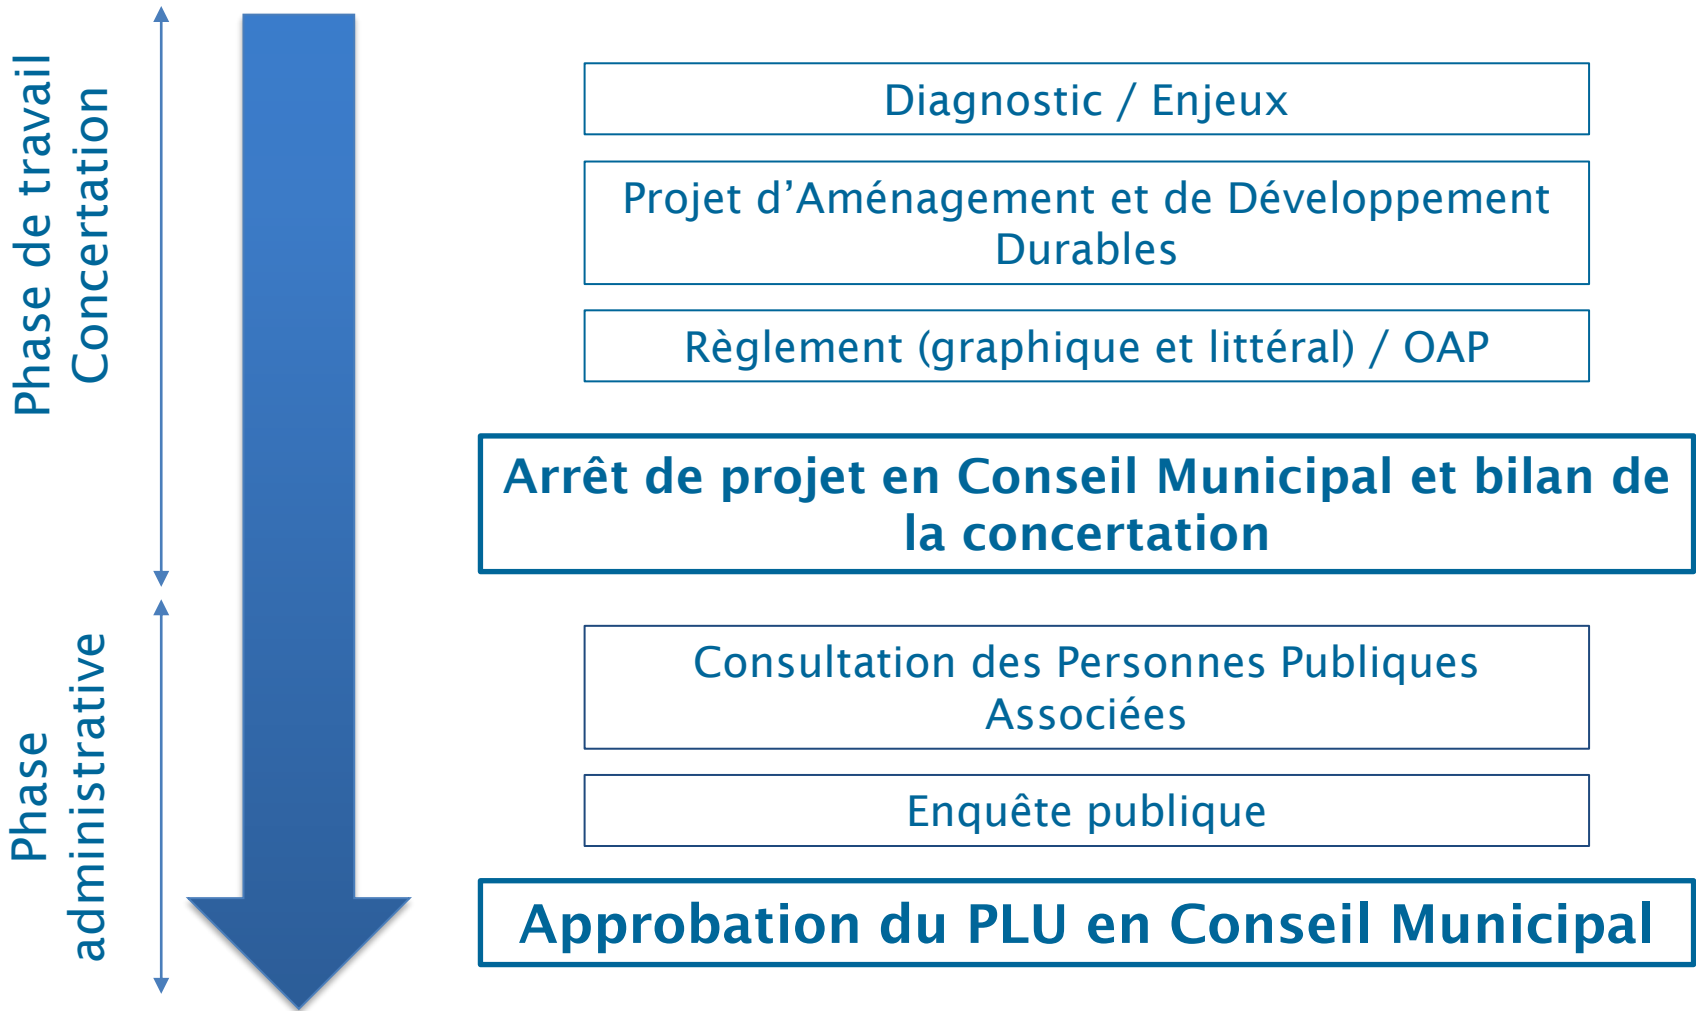 Phase de travail
Concertation
Diagnostic / Enjeux
Projet d’Aménagement et de Développement
Durables
Règlement (graphique et littéral) / OAP
Arrêt de projet en Conseil Municipal et bilan de
la concertation
Phase
administrative
Consultation des Personnes Publiques
Associées
Enquête publique
Approbation du PLU en Conseil Municipal